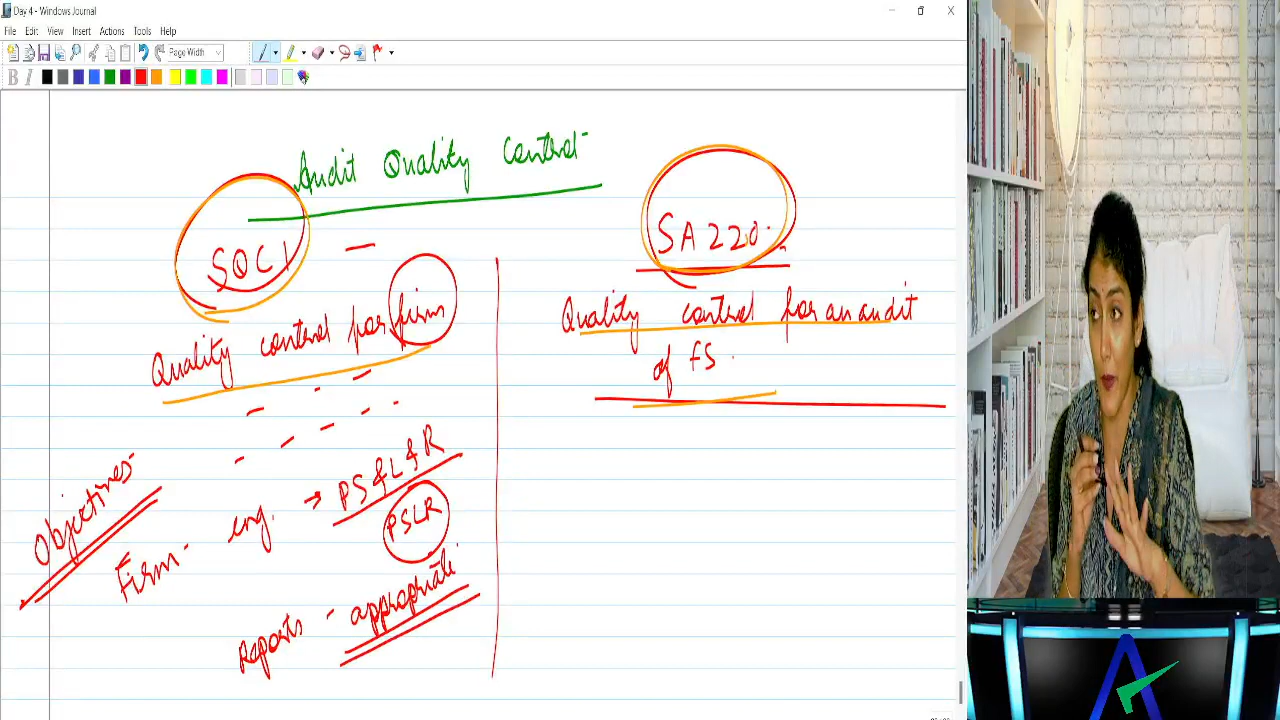 Day 4 - Windows Journal
File Edit View Insert Actions Tools Help
Page Width
B I
Audit Quality Control
SQC 1 -
Quality control for firms
Objectives
Firm - eng. → PS & L & R
PSLR
Reports - appropriate
SA 220.
Quality control for an audit
of FS.